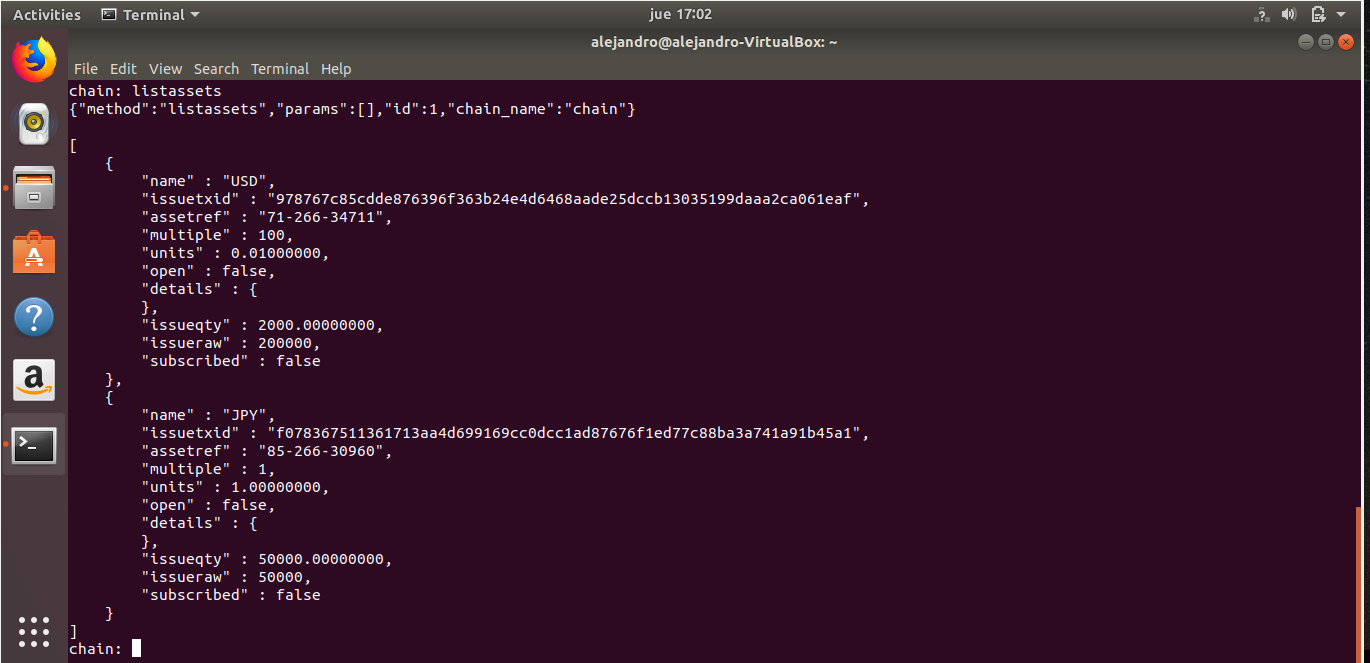 Activities Terminal jue 17:02
alejandro@alejandro-VirtualBox: ~
File Edit View Search Terminal Help
chain: listassets
{"method":"listassets","params":[],"id":1,"chain_name":"chain"}
[
    {
        "name" : "USD",
        "issuetxid" : "978767c85cdde876396f363b24e4d6468aade25dccb13035199daaa2ca061eaf",
        "assetref" : "71-266-34711",
        "multiple" : 100,
        "units" : 0.01000000,
        "open" : false,
        "details" : {
        },
        "issueqty" : 2000.00000000,
        "issueraw" : 200000,
        "subscribed" : false
    },
    {
        "name" : "JPY",
        "issuetxid" : "f078367511361713aa4d699169cc0dcc1ad87676f1ed77c88ba3a741a91b45a1",
        "assetref" : "85-266-30960",
        "multiple" : 1,
        "units" : 1.00000000,
        "open" : false,
        "details" : {
        },
        "issueqty" : 50000.00000000,
        "issueraw" : 50000,
        "subscribed" : false
    }
]
chain: